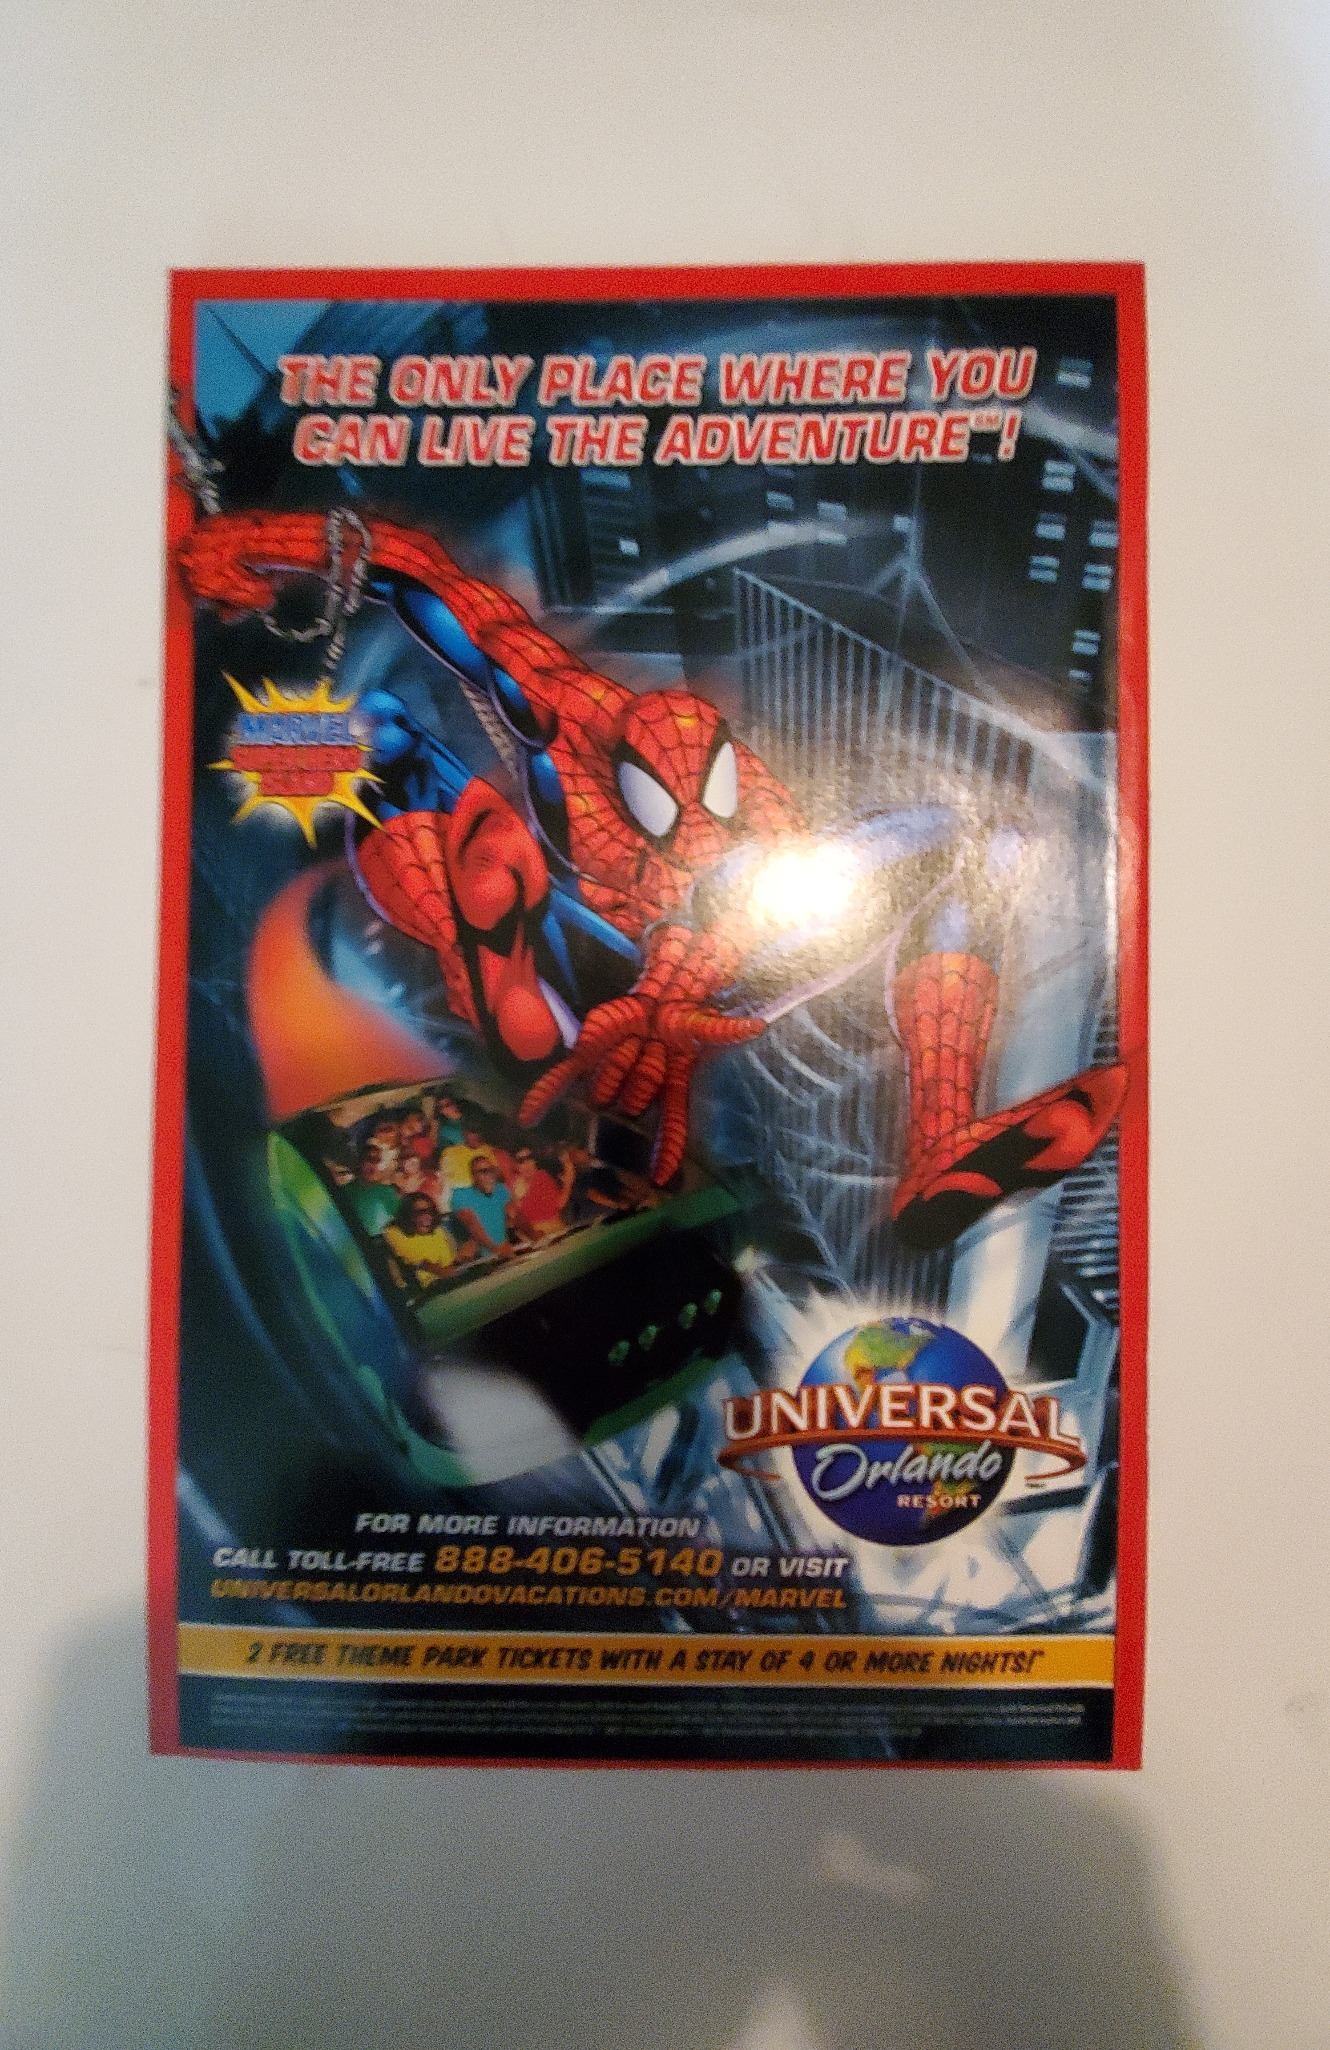 THE ONLY PLACE WHERE YOU
CAN LIVE THE ADVENTURE℠!
MARVEL
UNIVERSAL
Orlando
RESORT
FOR MORE INFORMATION
CALL TOLL-FREE 888-406-5140 OR VISIT
UNIVERSALORLANDOVACATIONS.COM/MARVEL
2 FREE THEME PARK TICKETS WITH A STAY OF 4 OR MORE NIGHTS!*